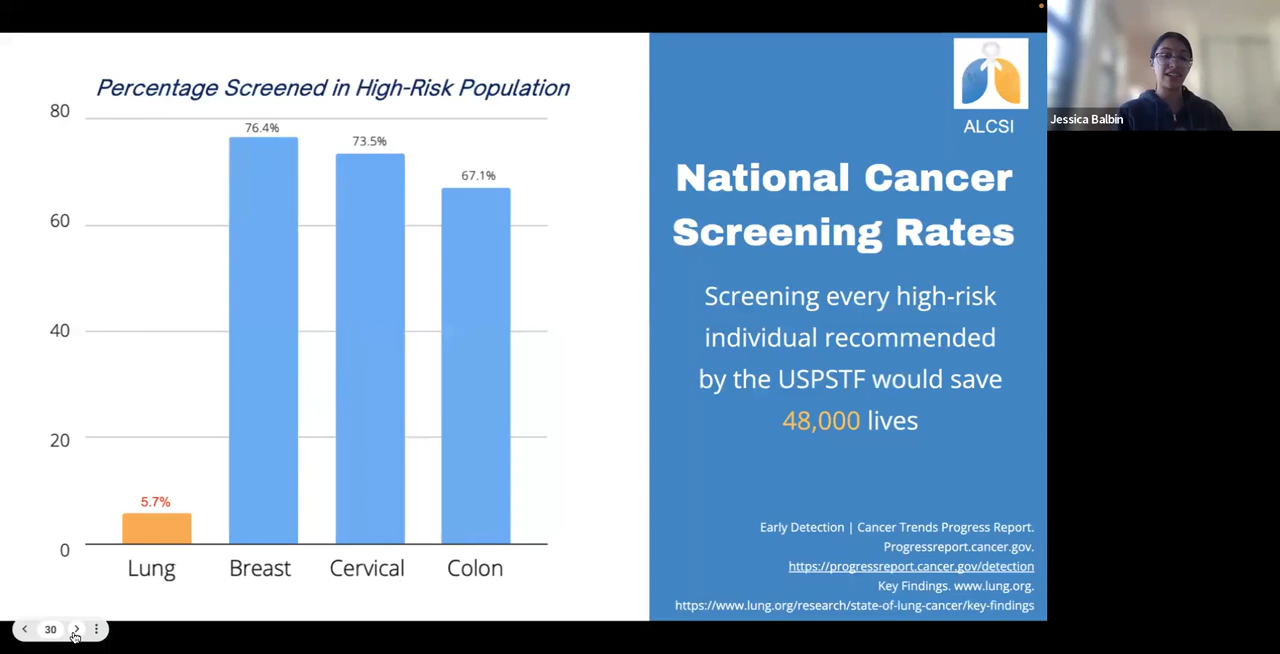 Percentage Screened in High-Risk Population
80
60
40
20
0
76.4%
73.5%
67.1%
5.7%
Lung
Breast
Cervical
Colon
ALCSI
National Cancer
Screening Rates
Screening every high-risk
individual recommended
by the USPSTF would save
48,000 lives
Early Detection | Cancer Trends Progress Report.
Progressreport.cancer.gov.
https://progressreport.cancer.gov/detection
Key Findings. www.lung.org.
https://www.lung.org/research/state-of-lung-cancer/key-findings
Jessica Balbin
30